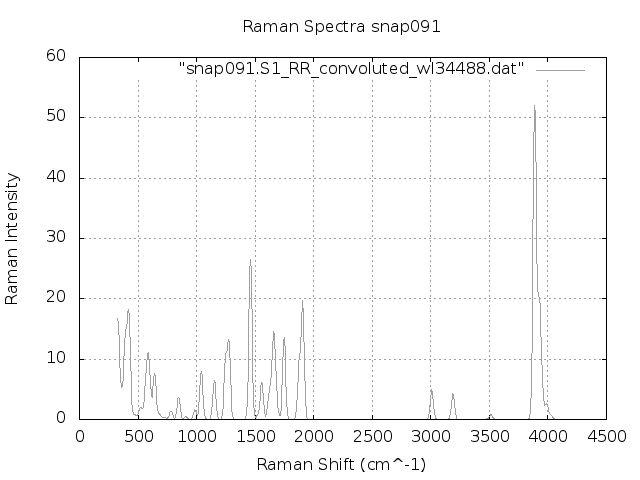 Raman Spectra snap091
"snap091.S1_RR_convoluted_wl34488.dat"
Raman Intensity
60
50
40
30
20
10
0
0 500 1000 1500 2000 2500 3000 3500 4000 4500
Raman Shift (cm^-1)